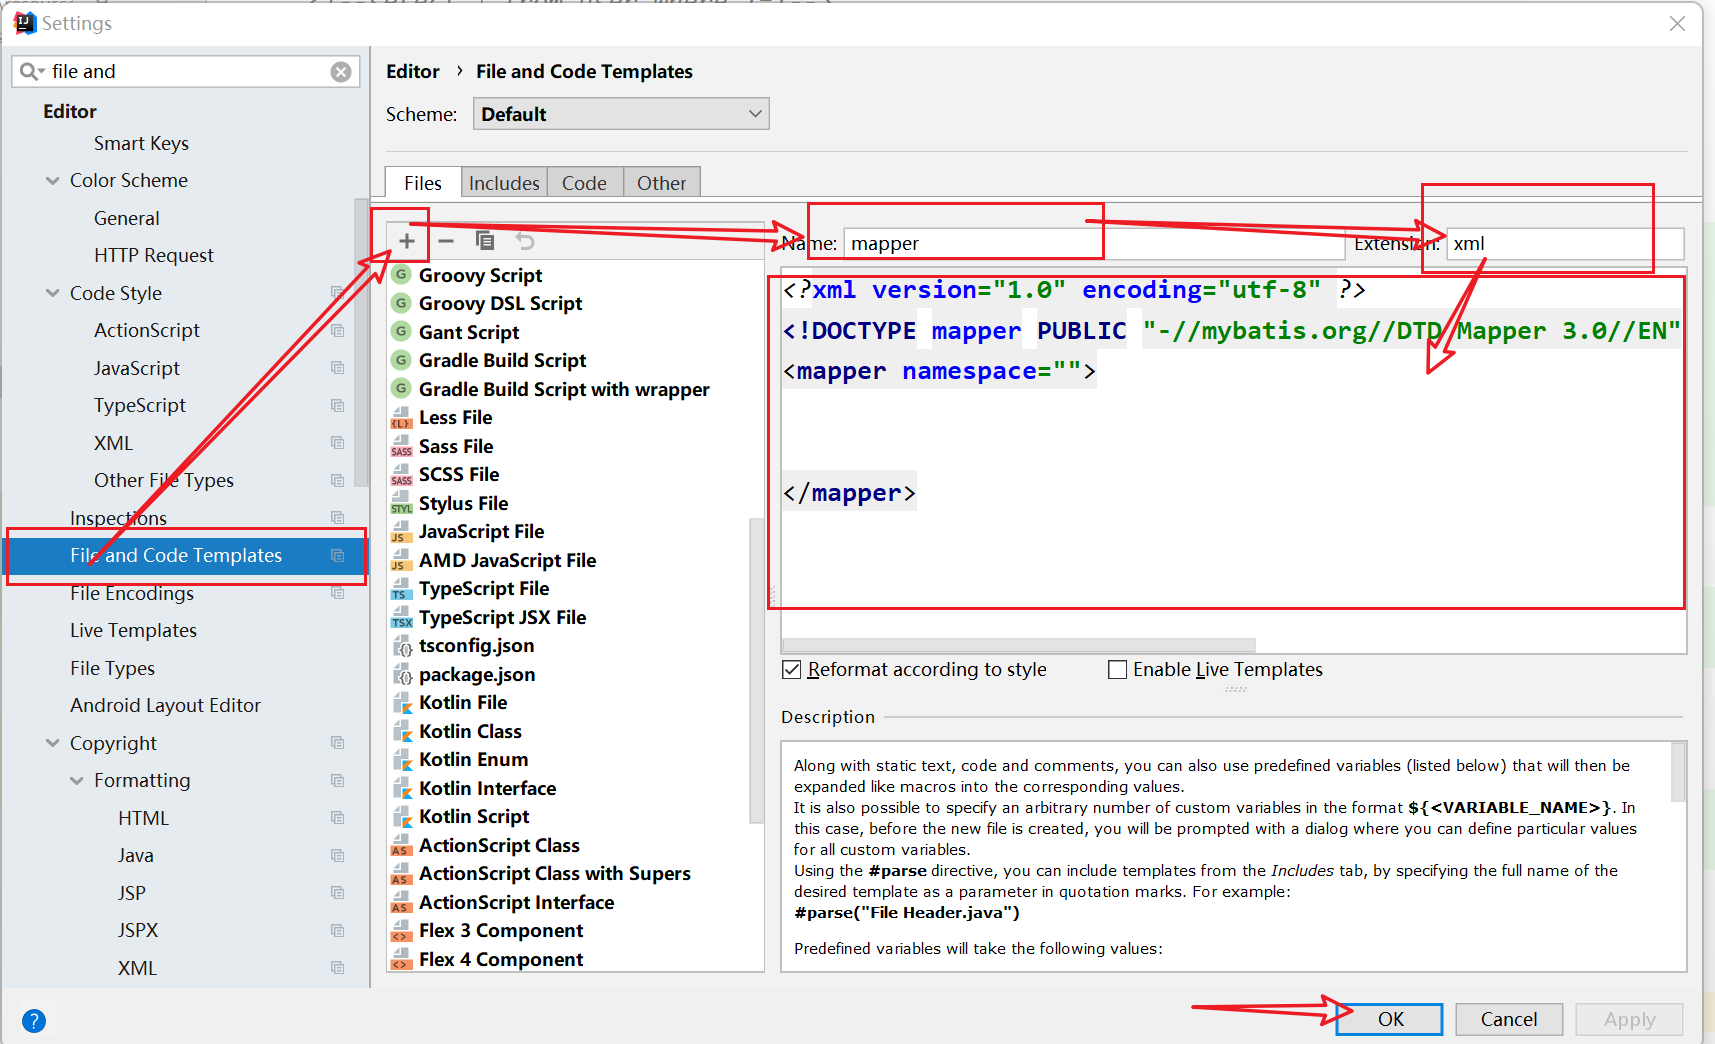 Settings
file and
Editor
Smart Keys
Color Scheme
General
HTTP Request
Code Style
ActionScript
JavaScript
TypeScript
XML
Other File Types
Inspections
File and Code Templates
File Encodings
Live Templates
File Types
Android Layout Editor
Copyright
Formatting
HTML
Java
JSP
JSPX
XML
Editor › File and Code Templates
Scheme: Default
Files Includes Code Other
Groovy Script
Groovy DSL Script
Gant Script
Gradle Build Script
Gradle Build Script with wrapper
Less File
Sass File
SCSS File
Stylus File
JavaScript File
AMD JavaScript File
TypeScript File
TypeScript JSX File
tsconfig.json
package.json
Kotlin File
Kotlin Class
Kotlin Enum
Kotlin Interface
Kotlin Script
ActionScript Class
ActionScript Class with Supers
ActionScript Interface
Flex 3 Component
Flex 4 Component
Name: mapper Extension: xml
<?xml version="1.0" encoding="utf-8" ?>
<!DOCTYPE mapper PUBLIC "-//mybatis.org//DTD Mapper 3.0//EN"
<mapper namespace="">
</mapper>
Reformat according to style Enable Live Templates
Description
Along with static text, code and comments, you can also use predefined variables (listed below) that will then be
expanded like macros into the corresponding values.
It is also possible to specify an arbitrary number of custom variables in the format ${<VARIABLE_NAME>}. In
this case, before the new file is created, you will be prompted with a dialog where you can define particular values
for all custom variables.
Using the #parse directive, you can include templates from the Includes tab, by specifying the full name of the
desired template as a parameter in quotation marks. For example:
#parse("File Header.java")
Predefined variables will take the following values:
? OK Cancel Apply